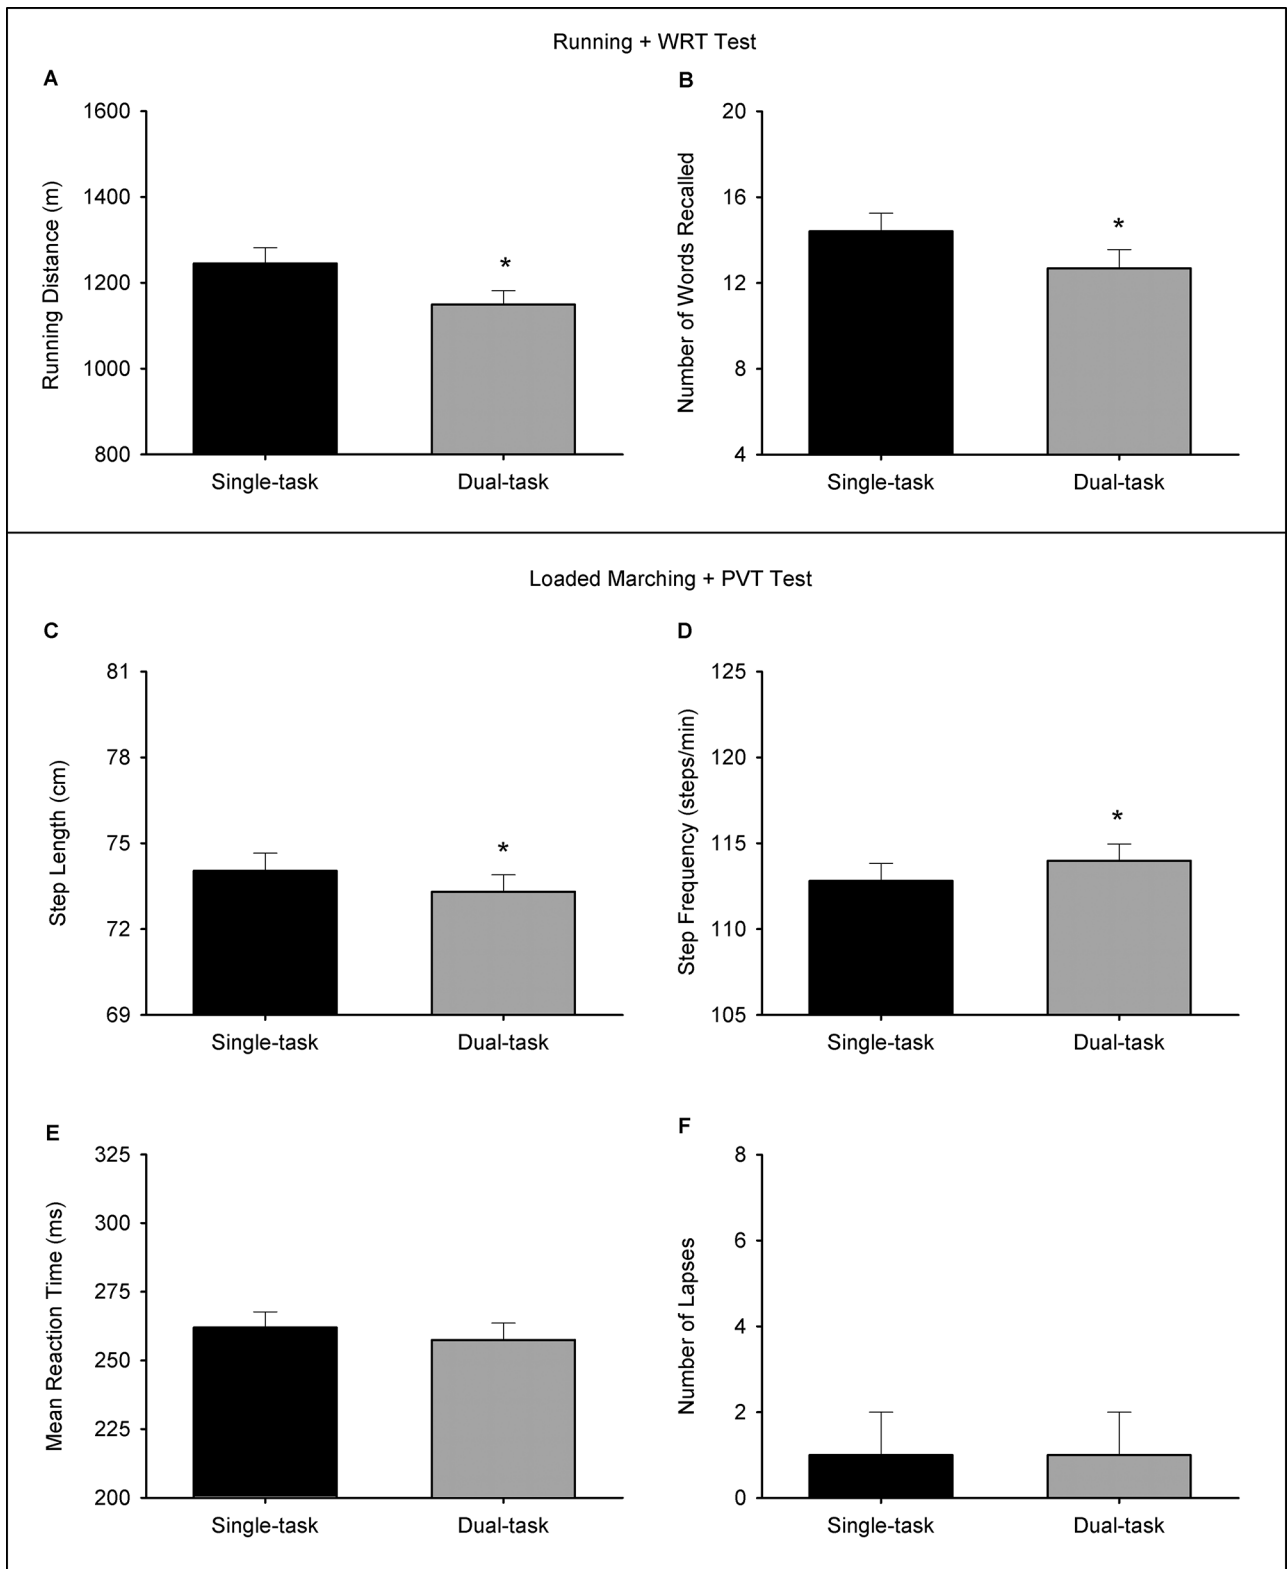 Running + WRT Test
A
Running Distance (m)
1600
1400
1200
1000
800
*
Single-task
Dual-task
B
Number of Words Recalled
20
16
12
8
4
*
Single-task
Dual-task
Loaded Marching + PVT Test
C
Step Length (cm)
81
78
75
72
69
*
Single-task
Dual-task
D
Step Frequency (steps/min)
125
120
115
110
105
*
Single-task
Dual-task
E
Mean Reaction Time (ms)
325
300
275
250
225
200
Single-task
Dual-task
F
Number of Lapses
8
6
4
2
0
Single-task
Dual-task